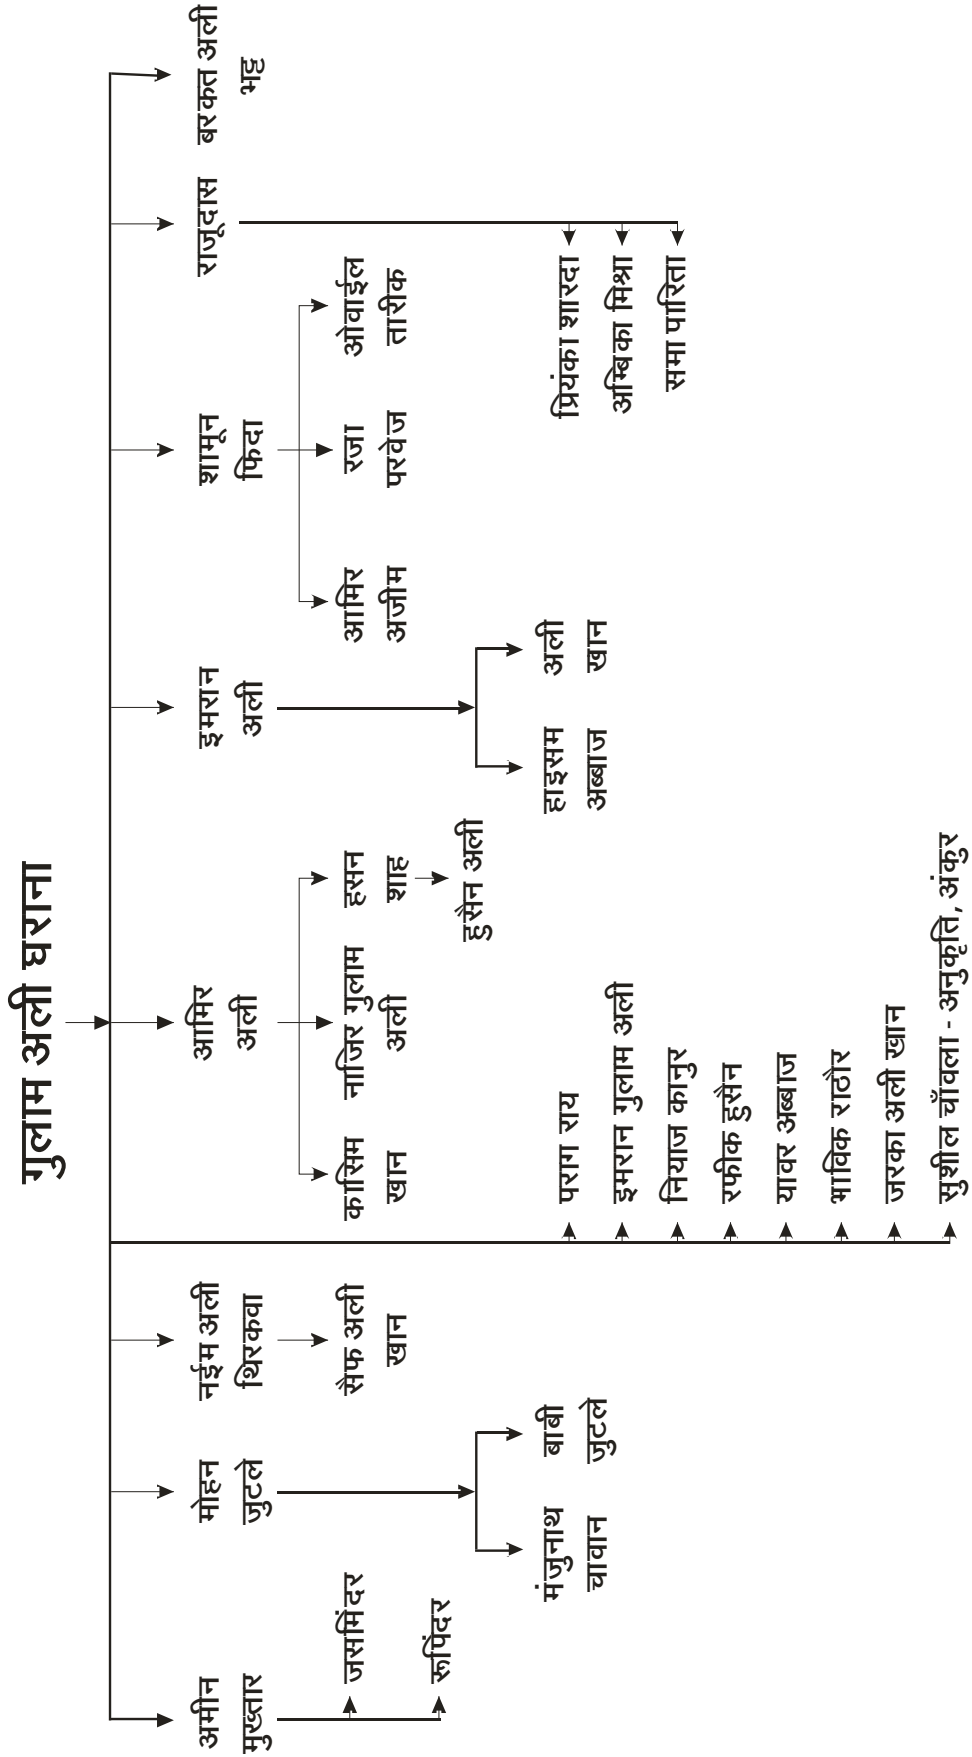 गुलाम अली घराना
अमीन
मुख्तार
मोहन
जुटले
नईम अली
थिरकवा
आमिर
अली
इमरान
अली
शामून
फिदा
राजूदास
बरकत अली
भट्ट
जसमिंदर
रूपिंदर
मंजुनाथ
चावान
बाबी
जुटले
सैफ अली
खान
कासिम
खान
नाजिर गुलाम
अली
हसन
शाह
हुसैन अली
हाइसम
अब्बाज
अली
खान
आमिर
अजीम
रजा
परवेज
ओवाईल
तारीक
प्रियंका शारदा
अम्बिका मिश्रा
समा पारिता
पराग राय
इमरान गुलाम अली
नियाज कानुर
रफीक हुसैन
यावर अब्बाज
भाविक राठौर
जरका अली खान
सुशील चाँवला - अनुकृति, अंकुर